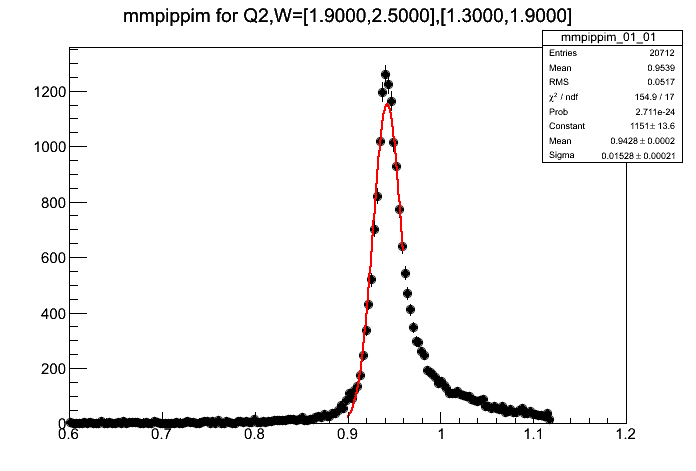 mmpippim for Q2,W=[1.9000,2.5000],[1.3000,1.9000]
mmpippim_01_01
Entries 20712
Mean 0.9539
RMS 0.0517
χ² / ndf 154.9 / 17
Prob 2.711e-24
Constant 1151± 13.6
Mean 0.9428 ± 0.0002
Sigma 0.01528 ± 0.00021
1200
1000
800
600
400
200
0
0.6 0.7 0.8 0.9 1 1.1 1.2